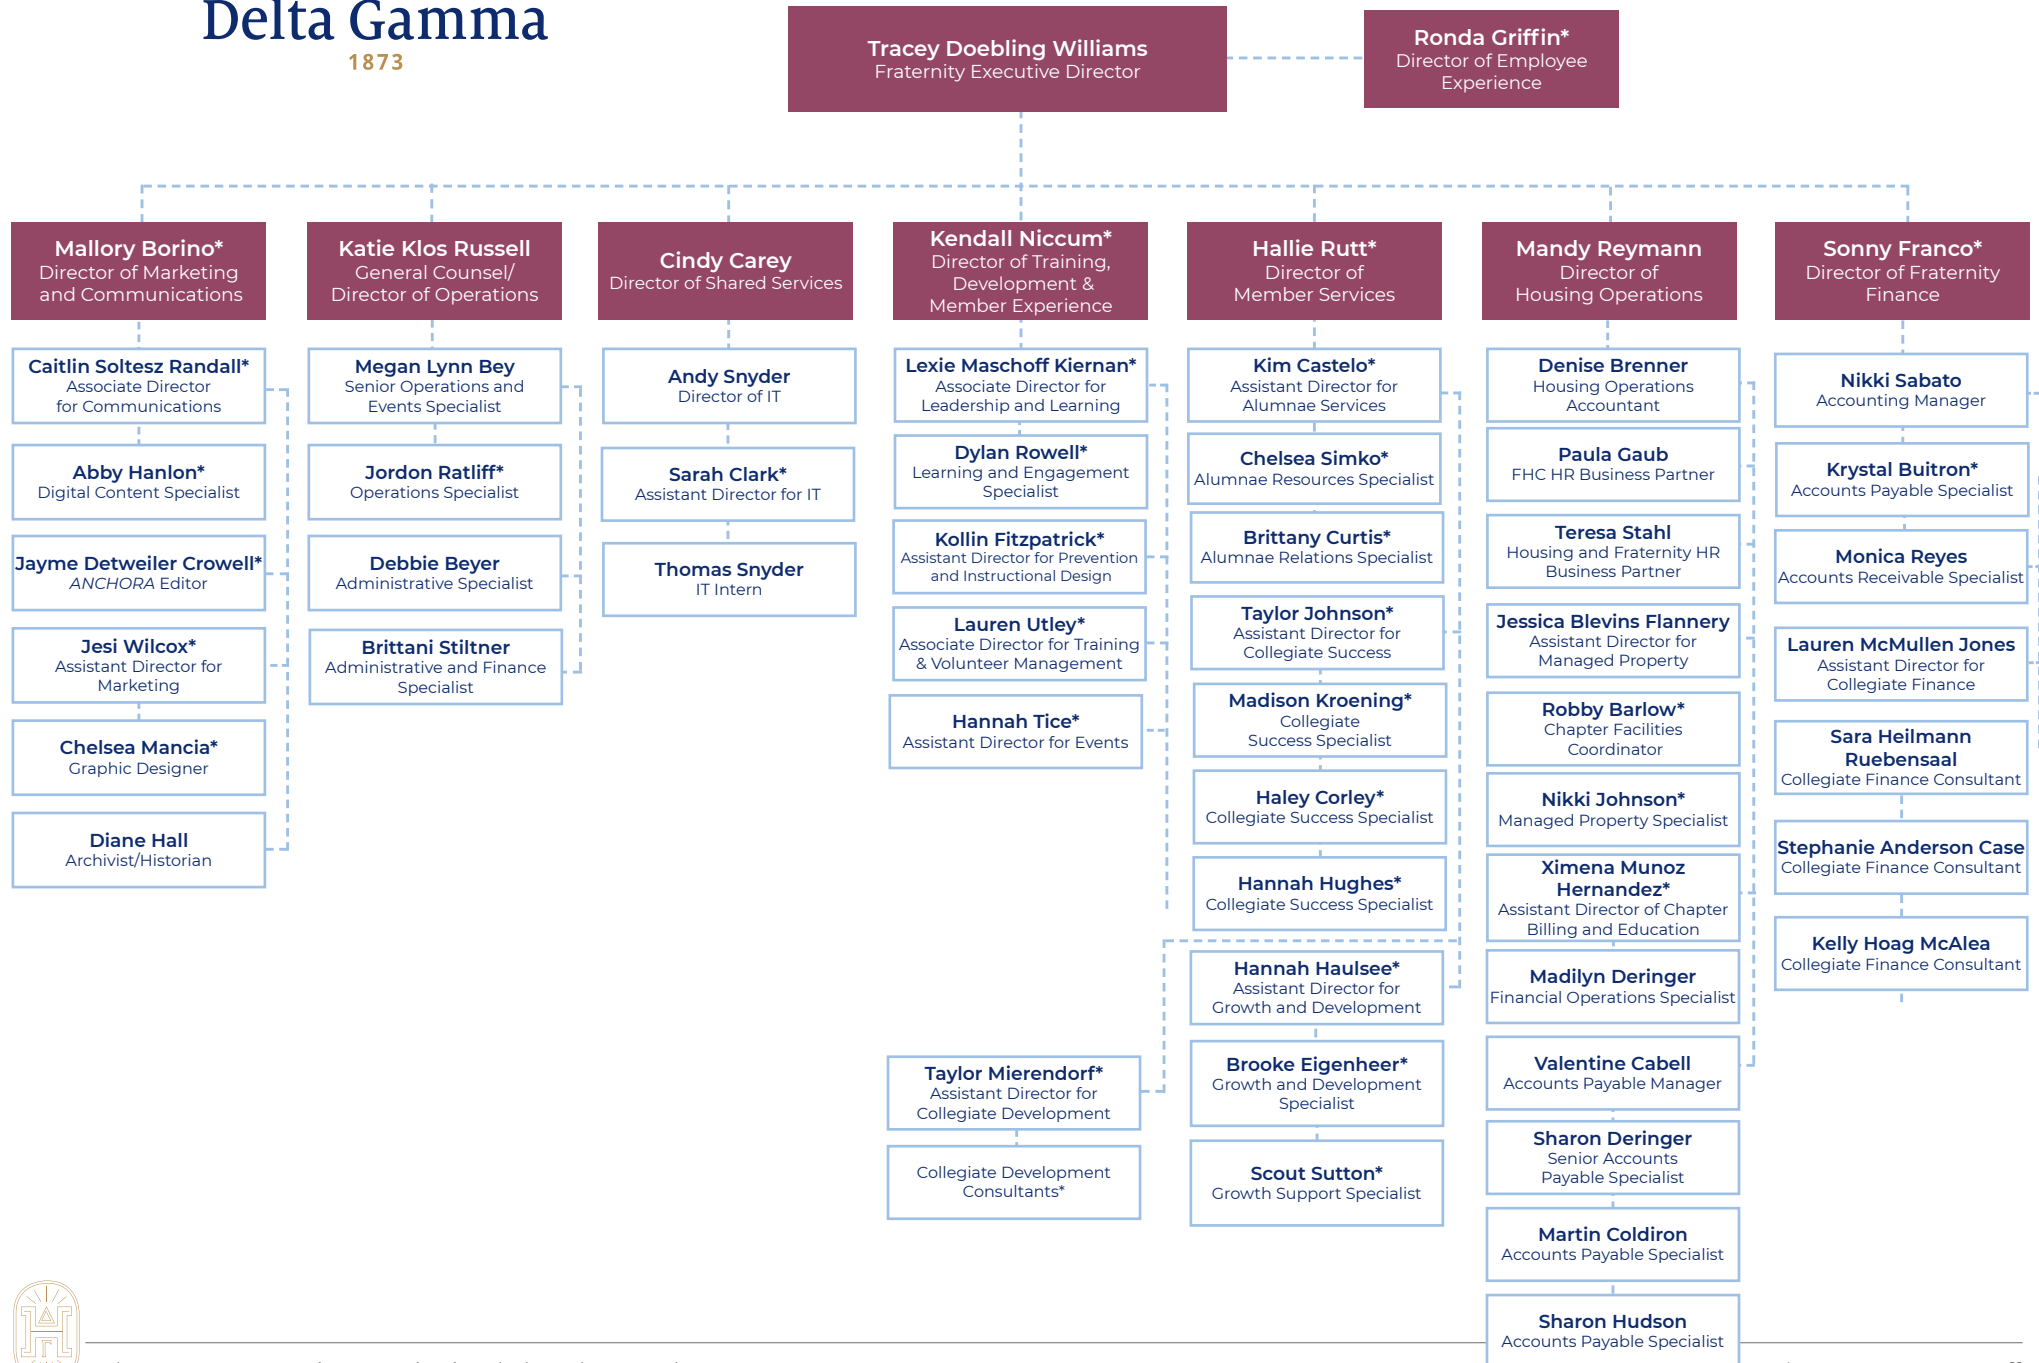 Delta Gamma
1873
Tracey Doebling Williams
Fraternity Executive Director
Ronda Griffin*
Director of Employee
Experience
Mallory Borino*
Director of Marketing
and Communications
Caitlin Soltesz Randall*
Associate Director
for Communications
Abby Hanlon*
Digital Content Specialist
Jayme Detweiler Crowell*
ANCHORA Editor
Jesi Wilcox*
Assistant Director for
Marketing
Chelsea Mancia*
Graphic Designer
Diane Hall
Archivist/Historian
Katie Klos Russell
General Counsel/
Director of Operations
Megan Lynn Bey
Senior Operations and
Events Specialist
Jordon Ratliff*
Operations Specialist
Debbie Beyer
Administrative Specialist
Brittani Stiltner
Administrative and Finance
Specialist
Cindy Carey
Director of Shared Services
Andy Snyder
Director of IT
Sarah Clark*
Assistant Director for IT
Thomas Snyder
IT Intern
Kendall Niccum*
Director of Training,
Development &
Member Experience
Lexie Maschoff Kiernan*
Associate Director for
Leadership and Learning
Dylan Rowell*
Learning and Engagement
Specialist
Kollin Fitzpatrick*
Assistant Director for Prevention
and Instructional Design
Lauren Utley*
Associate Director for Training
& Volunteer Management
Hannah Tice*
Assistant Director for Events
Taylor Mierendorf*
Assistant Director for
Collegiate Development
Collegiate Development
Consultants*
Hallie Rutt*
Director of
Member Services
Kim Castelo*
Assistant Director for
Alumnae Services
Chelsea Simko*
Alumnae Resources Specialist
Brittany Curtis*
Alumnae Relations Specialist
Taylor Johnson*
Assistant Director for
Collegiate Success
Madison Kroening*
Collegiate
Success Specialist
Haley Corley*
Collegiate Success Specialist
Hannah Hughes*
Collegiate Success Specialist
Hannah Haulsee*
Assistant Director for
Growth and Development
Brooke Eigenheer*
Growth and Development
Specialist
Scout Sutton*
Growth Support Specialist
Mandy Reymann
Director of
Housing Operations
Denise Brenner
Housing Operations
Accountant
Paula Gaub
FHC HR Business Partner
Teresa Stahl
Housing and Fraternity HR
Business Partner
Jessica Blevins Flannery
Assistant Director for
Managed Property
Robby Barlow*
Chapter Facilities
Coordinator
Nikki Johnson*
Managed Property Specialist
Ximena Munoz
Hernandez*
Assistant Director of Chapter
Billing and Education
Madilyn Deringer
Financial Operations Specialist
Valentine Cabell
Accounts Payable Manager
Sharon Deringer
Senior Accounts
Payable Specialist
Martin Coldiron
Accounts Payable Specialist
Sharon Hudson
Accounts Payable Specialist
Sonny Franco*
Director of Fraternity
Finance
Nikki Sabato
Accounting Manager
Krystal Buitron*
Accounts Payable Specialist
Monica Reyes
Accounts Receivable Specialist
Lauren McMullen Jones
Assistant Director for
Collegiate Finance
Sara Heilmann
Ruebensaal
Collegiate Finance Consultant
Stephanie Anderson Case
Collegiate Finance Consultant
Kelly Hoag McAlea
Collegiate Finance Consultant